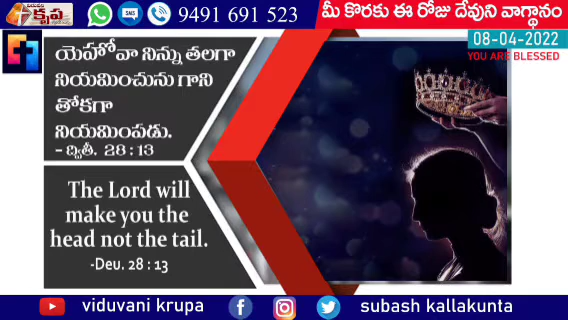 కృప
SMS
9491 691 523
మీ కొరకు ఈ రోజు దేవుని వాగ్దానం
08-04-2022
YOU ARE BLESSED
యెహోవా నిన్ను తలగా
నియమించును గాని
తోకగా
నియమింపడు.
- ద్వితీ. 28 : 13
The Lord will
make you the
head not the tail.
-Deu. 28 : 13
viduvani krupa
subash kallakunta